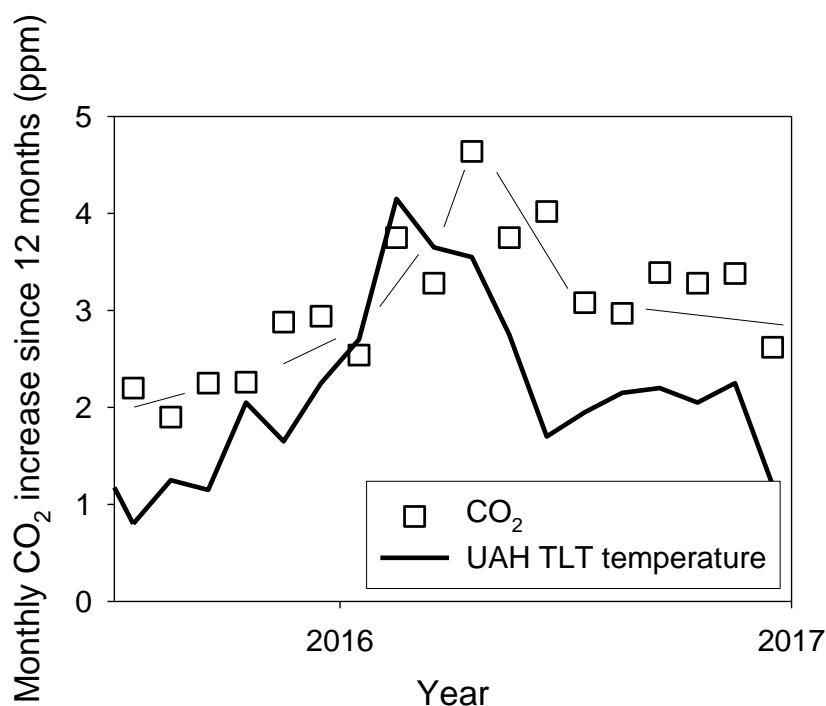 Monthly CO2 increase since 12 months (ppm)
5
4
3
2
1
0
CO2
UAH TLT temperature
2016
2017
Year